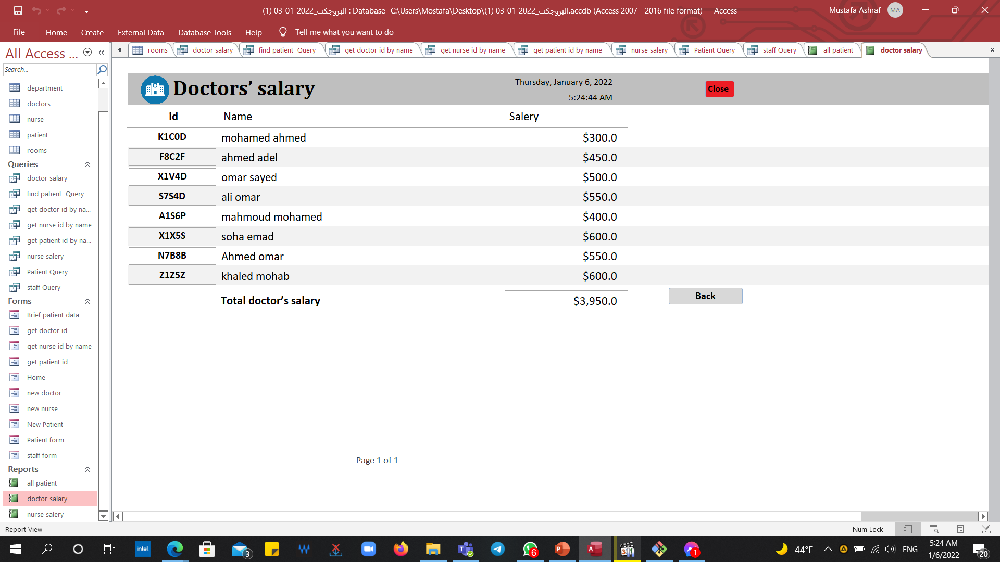 البروجكت_2022-01-03 (1) : Database- C:\Users\Mostafa\Desktop\البروجكت_2022-01-03 (1).accdb (Access 2007 - 2016 file format) - Access
Mustafa Ashraf
MA
File
Home
Create
External Data
Database Tools
Help
Tell me what you want to do
All Access ...
rooms
doctor salary
find patient Query
get doctor id by name
get nurse id by name
get patient id by name
nurse salery
Patient Query
staff Query
all patient
doctor salary
Search...
department
doctors
nurse
patient
rooms
Queries
doctor salary
find patient Query
get doctor id by na...
get nurse id by name
get patient id by na...
nurse salery
Patient Query
staff Query
Forms
Brief patient data
get doctor id
get nurse id by name
get patient id
Home
new doctor
new nurse
New Patient
Patient form
staff form
Reports
all patient
doctor salary
nurse salery
Doctors’ salary
Thursday, January 6, 2022
5:24:44 AM
Close
id Name Salery
K1C0D mohamed ahmed $300.0
F8C2F ahmed adel $450.0
X1V4D omar sayed $500.0
S7S4D ali omar $550.0
A1S6P mahmoud mohamed $400.0
X1X5S soha emad $600.0
N7B8B Ahmed omar $550.0
Z1Z5Z khaled mohab $600.0
Total doctor’s salary $3,950.0
Back
Page 1 of 1
Report View
Num Lock
intel
3
6
1
44°F
ENG
5:24 AM
1/6/2022
20